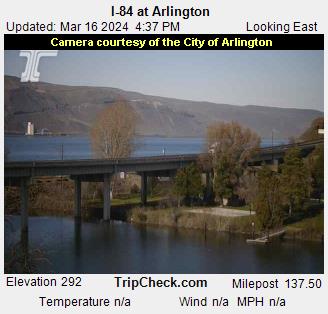 I-84 at Arlington
Updated: Mar 16 2024 4:37 PM Looking East
Camera courtesy of the City of Arlington
Elevation 292 TripCheck.com Milepost 137.50
Temperature n/a Wind n/a MPH n/a